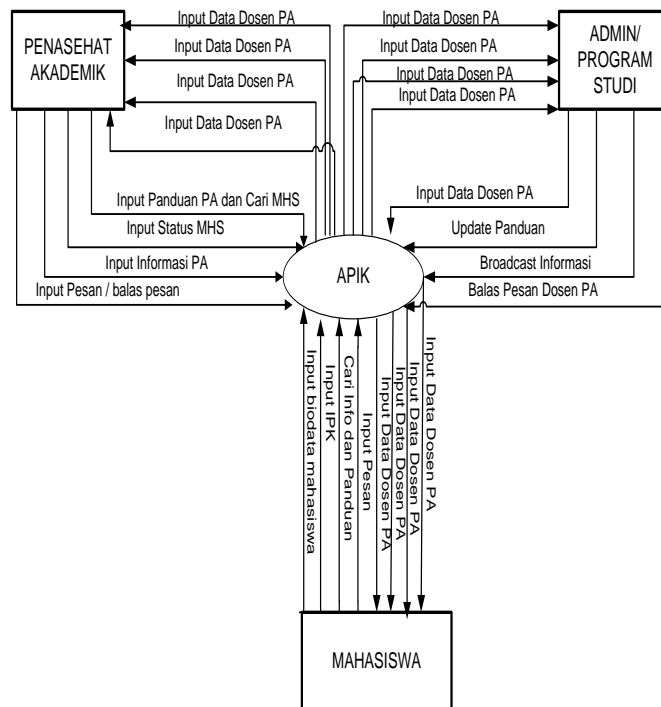 Input Data Dosen PA
Input Data Dosen PA
Input Data Dosen PA
Input Data Dosen PA
PENASEHAT
AKADEMIK
Input Data Dosen PA
Input Data Dosen PA
Input Data Dosen PA
Input Data Dosen PA
ADMIN/
PROGRAM
STUDI
Input Panduan PA dan Cari MHS
Input Status MHS
Input Informasi PA
Input Pesan / balas pesan
Input Data Dosen PA
Update Panduan
Broadcast Informasi
Balas Pesan Dosen PA
APIK
Input biodata mahasiswa
Input IPK
Cari Info dan Panduan
Input Pesan
Input Data Dosen PA
Input Data Dosen PA
Input Data Dosen PA
Input Data Dosen PA
MAHASISWA